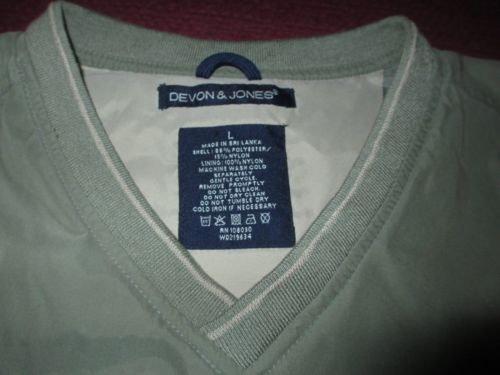 DEVON & JONES®
L
MADE IN SRI LANKA
SHELL: 85% POLYESTER/
15% NYLON
LINING: 100% NYLON
MACHINE WASH COLD
SEPARATELY
GENTLE CYCLE.
REMOVE PROMPTLY
DO NOT BLEACH.
DO NOT DRY CLEAN
DO NOT TUMBLE DRY
COLD IRON IF NECESSARY
RN 108090
WD219634